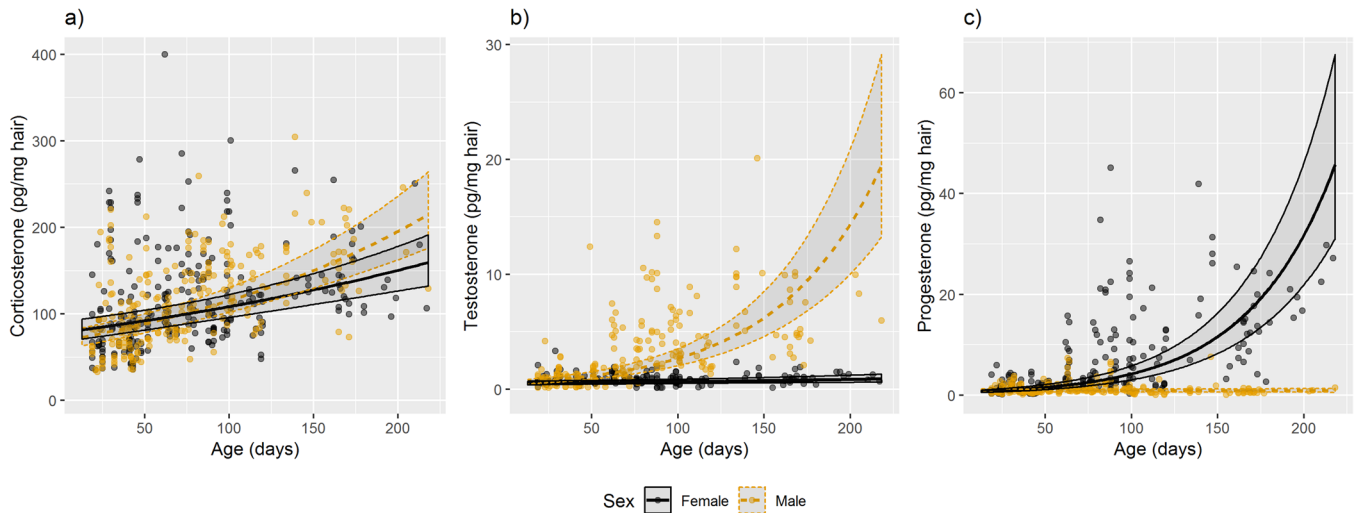 a)
Corticosterone (pg/mg hair)
400
300
200
100
0
50
100
150
200
Age (days)
b)
Testosterone (pg/mg hair)
30
20
10
0
50
100
150
200
Age (days)
c)
Progesterone (pg/mg hair)
60
40
20
0
50
100
150
200
Age (days)
Sex Female Male